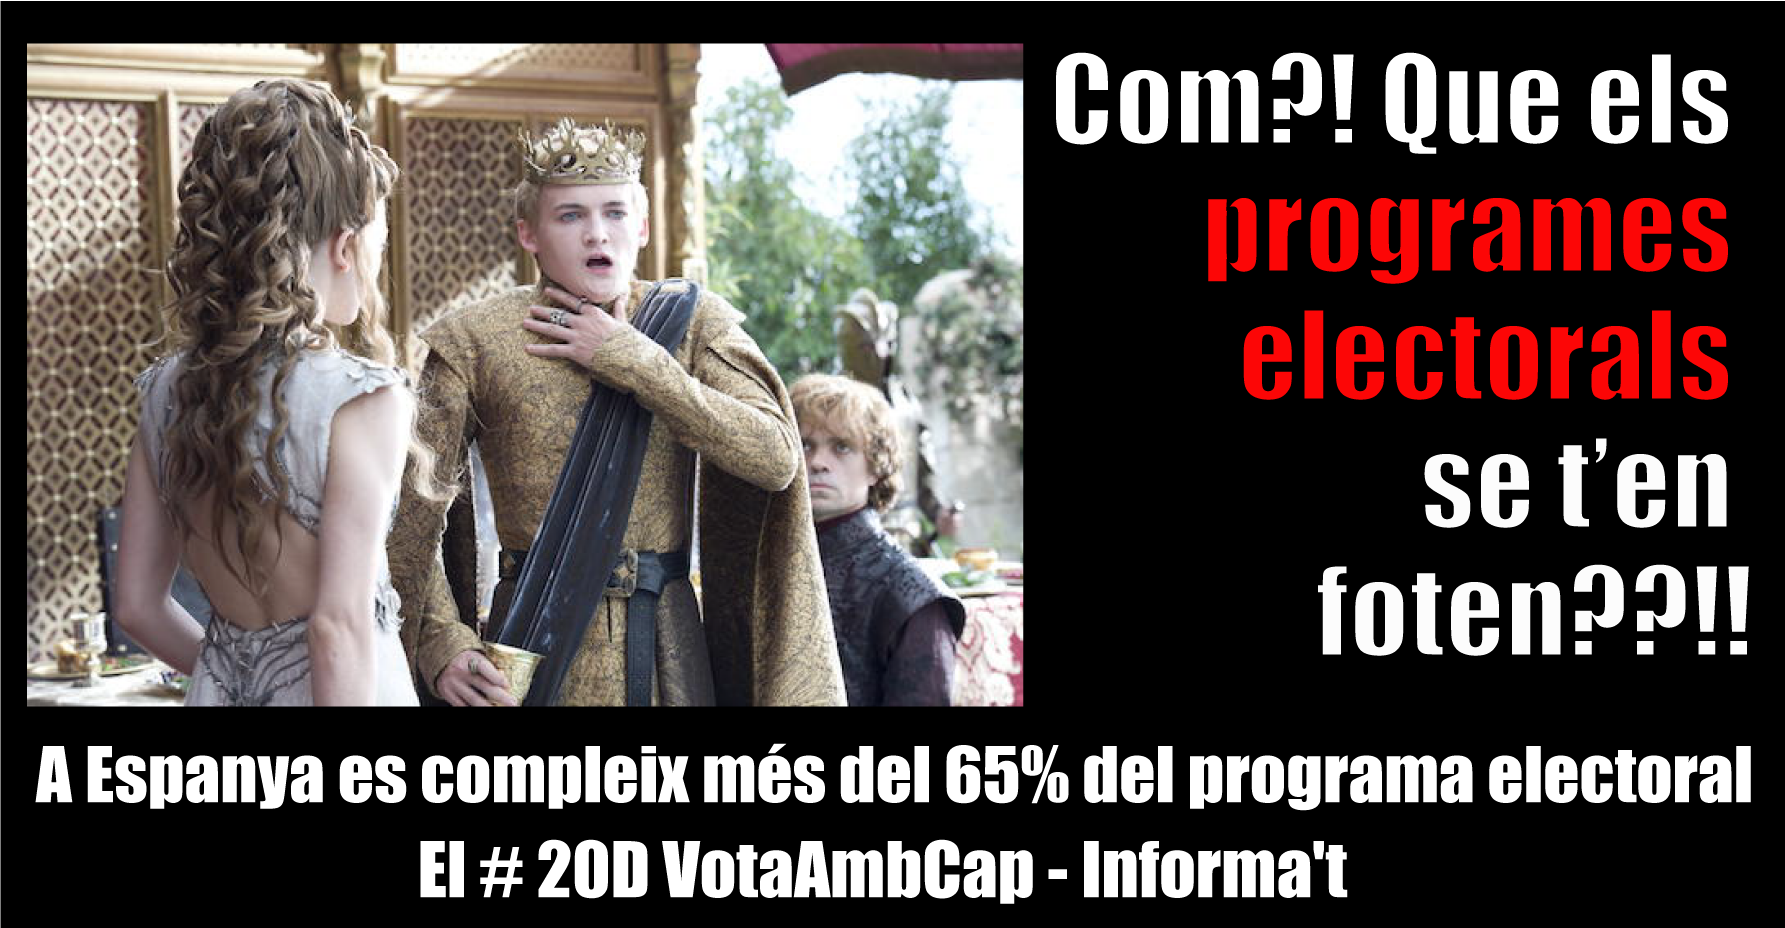 Com?! Que els
programes
electorals
se t'en
foten??!!
A Espanya es compleix més del 65% del programa electoral
El # 20D VotaAmbCap - Informa't